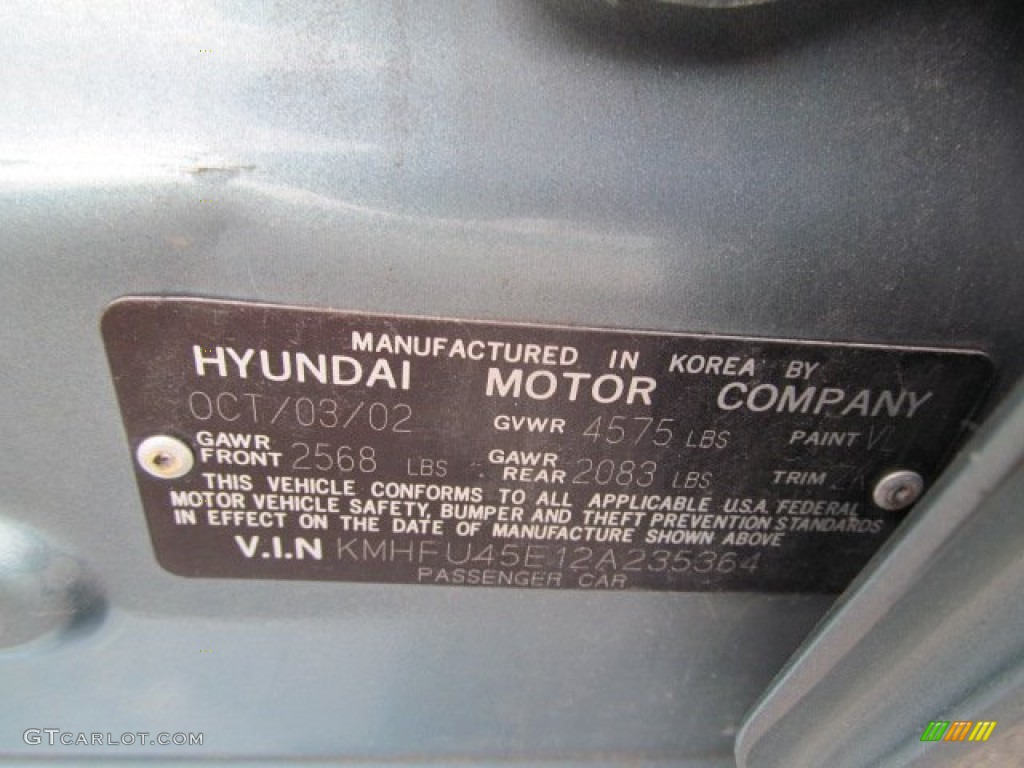 MANUFACTURED IN KOREA BY
HYUNDAI MOTOR COMPANY
OCT/03/02 GVWR 4575 LBS PAINT VL
GAWR FRONT 2568 LBS GAWR REAR 2083 LBS TRIM ZK
THIS VEHICLE CONFORMS TO ALL APPLICABLE U.S.A. FEDERAL
MOTOR VEHICLE SAFETY, BUMPER AND THEFT PREVENTION STANDARDS
IN EFFECT ON THE DATE OF MANUFACTURE SHOWN ABOVE
V.I.N KMHFU45E12A235364
PASSENGER CAR
GTCARLOT.COM